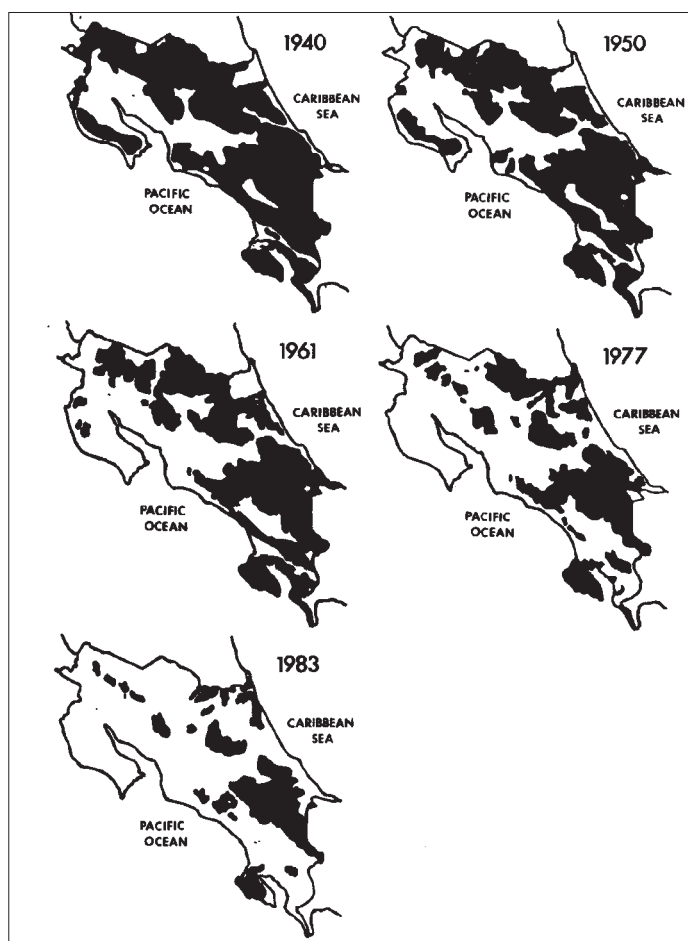 1940
CARIBBEAN
SEA
PACIFIC
OCEAN
1950
CARIBBEAN
SEA
PACIFIC
OCEAN
1961
CARIBBEAN
SEA
PACIFIC
OCEAN
1977
CARIBBEAN
SEA
PACIFIC
OCEAN
1983
CARIBBEAN
SEA
PACIFIC
OCEAN